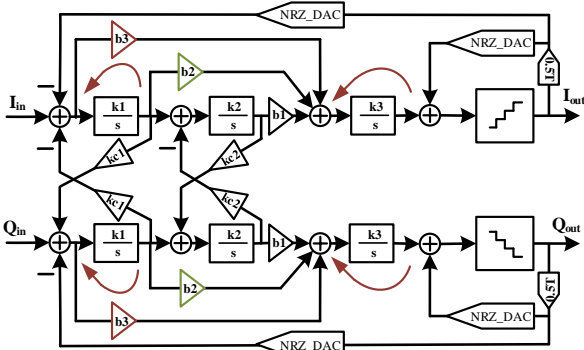 NRZ_DAC
b3
NRZ_DAC
0.5T
b2
I_in
k1
s
k2
s
b1
k3
s
I_out
kc1
kc2
kc1
kc2
Q_in
k1
s
k2
s
b1
k3
s
Q_out
b2
0.5T
b3
NRZ_DAC
NRZ_DAC